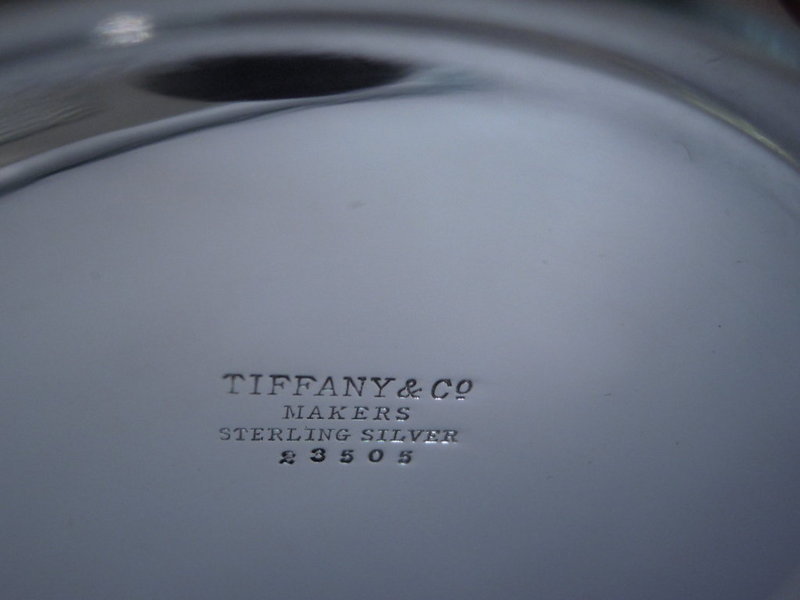 TIFFANY & Cº
MAKERS
STERLING SILVER
23505